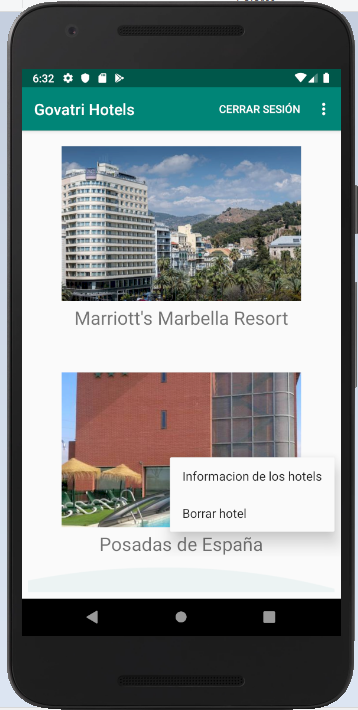 6:32
Govatri Hotels
CERRAR SESIÓN
Marriott's Marbella Resort
Informacion de los hotels
Borrar hotel
Posadas de España